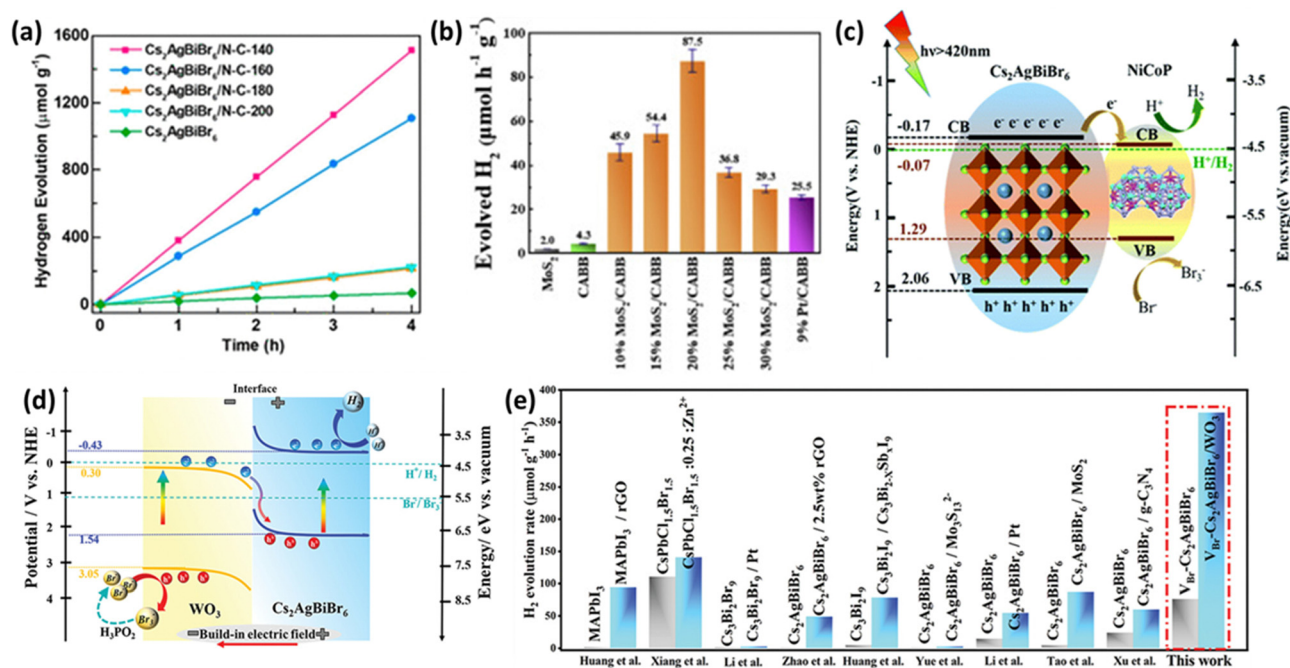 (a)
Hydrogen Evolution (μmol g⁻¹)
1600
1200
800
400
0
Cs₂AgBiBr₆/N-C-140
Cs₂AgBiBr₆/N-C-160
Cs₂AgBiBr₆/N-C-180
Cs₂AgBiBr₆/N-C-200
Cs₂AgBiBr₆
0 1 2 3 4
Time (h)
(b)
Evolved H₂ (μmol h⁻¹ g⁻¹)
100
80
60
40
20
0
2.0
4.3
45.9
54.4
87.5
36.8
29.3
25.5
MoS₂
CABB
10% MoS₂/CABB
15% MoS₂/CABB
20% MoS₂/CABB
25% MoS₂/CABB
30% MoS₂/CABB
9% Pt/CABB
(c)
hν>420nm
Cs₂AgBiBr₆
NiCoP
Energy(V vs. NHE)
-1
0
1
2
-0.17
-0.07
1.29
2.06
CB
e⁻ e⁻ e⁻ e⁻ e⁻
e⁻
H⁺
H₂
CB
H⁺/H₂
VB
h⁺ h⁺ h⁺ h⁺ h⁺
VB
Br⁻
Br₃⁻
-3.5
-4.5
-5.5
-6.5
Energy(eV vs.vacuum)
(d)
Interface
Potential / V vs. NHE
-1
0
1
2
3
4
-0.43
0.30
1.54
3.05
H₂
H⁺
H⁺
H⁺/ H₂
Br⁻/ Br₃⁻
h⁺ h⁺ h⁺
h⁺ h⁺ h⁺
Br⁻
Br⁻
Br⁻
Br₃⁻
H₃PO₂
WO₃
Cs₂AgBiBr₆
Build-in electric field
3.5
4.5
5.5
6.5
7.5
8.5
Energy/ eV vs. vacuum
(e)
H₂ evolution rate (μmol g⁻¹ h⁻¹)
400
350
300
250
200
150
100
50
0
MAPbI₃
MAPbI₃ / rGO
CsPbCl₁.₅Br₁.₅
CsPbCl₁.₅Br₁.₅ :0.25 :Zn²⁺
Cs₃Bi₂Br₉
Cs₃Bi₂Br₉ / Pt
Cs₂AgBiBr₆
Cs₂AgBiBr₆ / 2.5wt% rGO
Cs₃Bi₂I₉
Cs₃Bi₂I₉ / Cs₃Bi₂₋ₓSbₓI₉
Cs₂AgBiBr₆
Cs₂AgBiBr₆ / Mo₃S₁₃²⁻
Cs₂AgBiBr₆
Cs₂AgBiBr₆ / Pt
Cs₂AgBiBr₆
Cs₂AgBiBr₆/ MoS₂
Cs₂AgBiBr₆
Cs₂AgBiBr₆ / g-C₃N₄
V_Br-Cs₂AgBiBr₆
V_Br-Cs₂AgBiBr₆/WO₃
Huang et al. Xiang et al. Li et al. Zhao et al. Huang et al. Yue et al. Li et al. Tao et al. Xu et al. This work